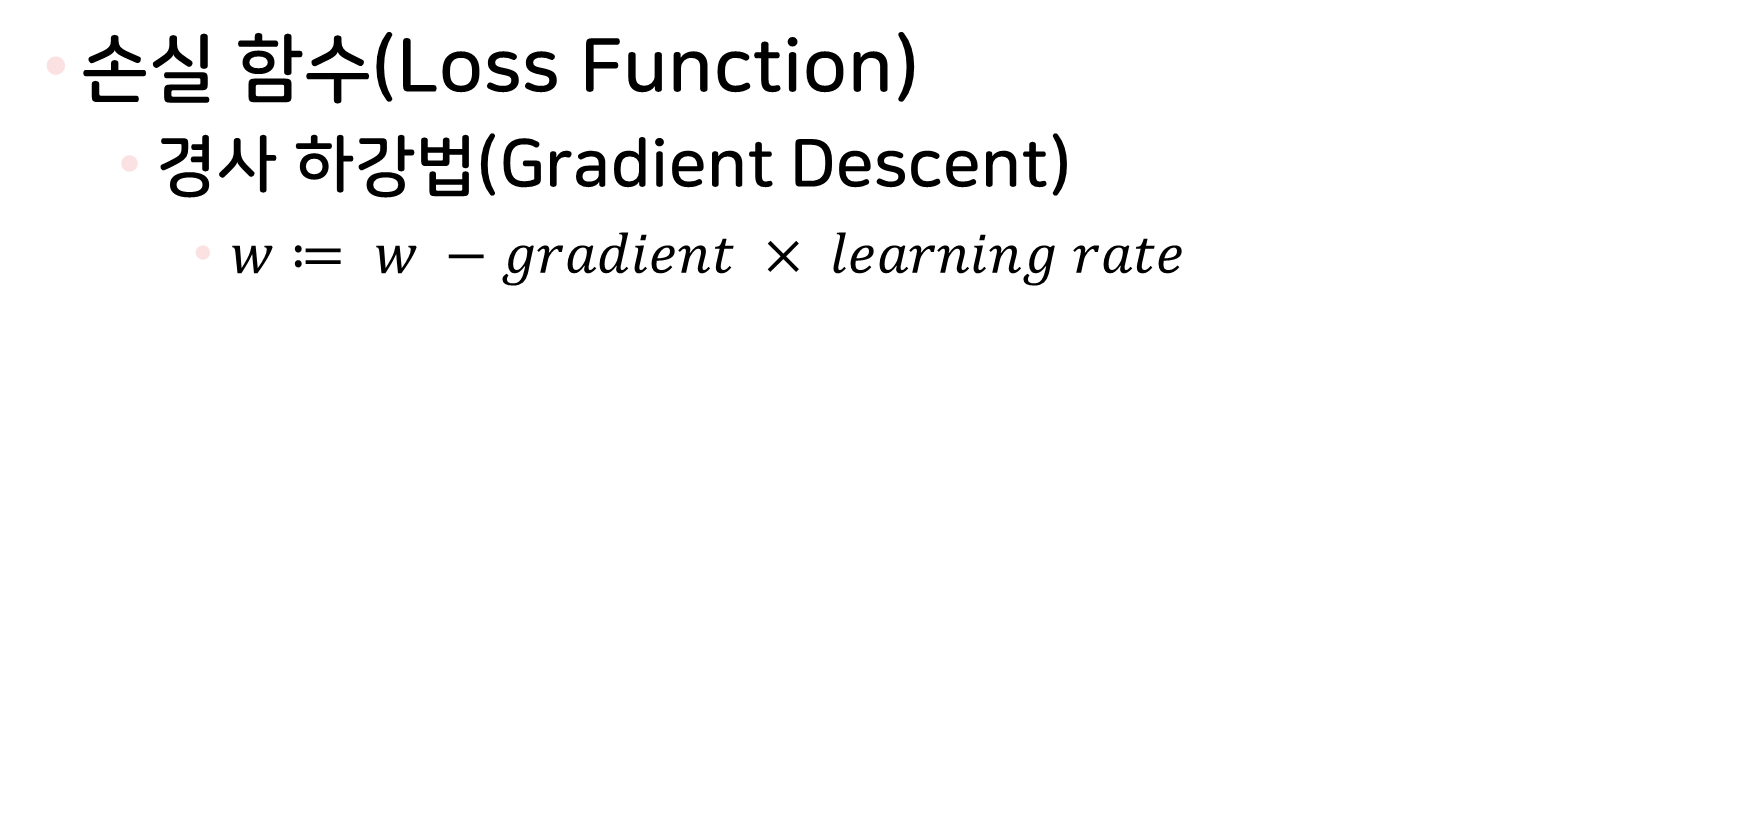 • 손실 함수(Loss Function)
• 경사 하강법(Gradient Descent)
• w ≔ w − gradient × learning rate